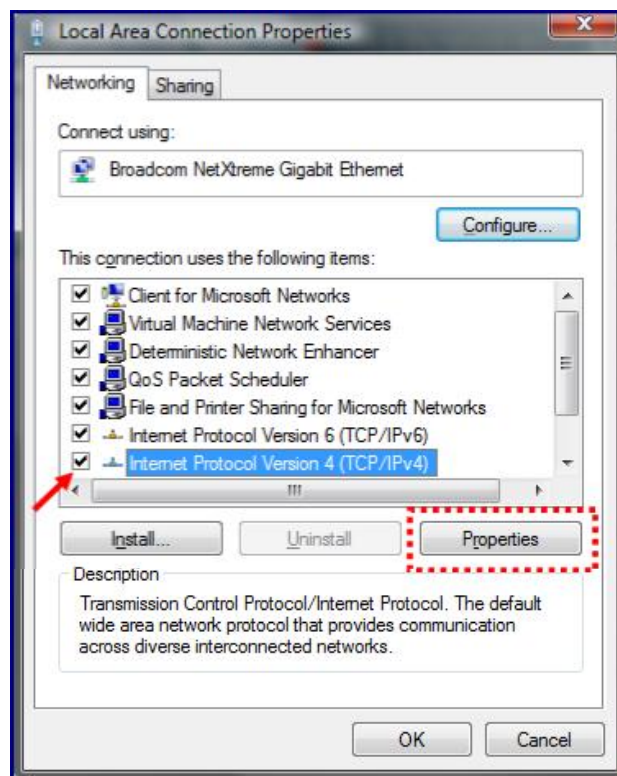 Local Area Connection Properties
Networking
Sharing
Connect using:
Broadcom NetXtreme Gigabit Ethernet
Configure...
This connection uses the following items:
Client for Microsoft Networks
Virtual Machine Network Services
Deterministic Network Enhancer
QoS Packet Scheduler
File and Printer Sharing for Microsoft Networks
Internet Protocol Version 6 (TCP/IPv6)
Internet Protocol Version 4 (TCP/IPv4)
Install...
Uninstall
Properties
Description
Transmission Control Protocol/Internet Protocol. The default
wide area network protocol that provides communication
across diverse interconnected networks.
OK
Cancel